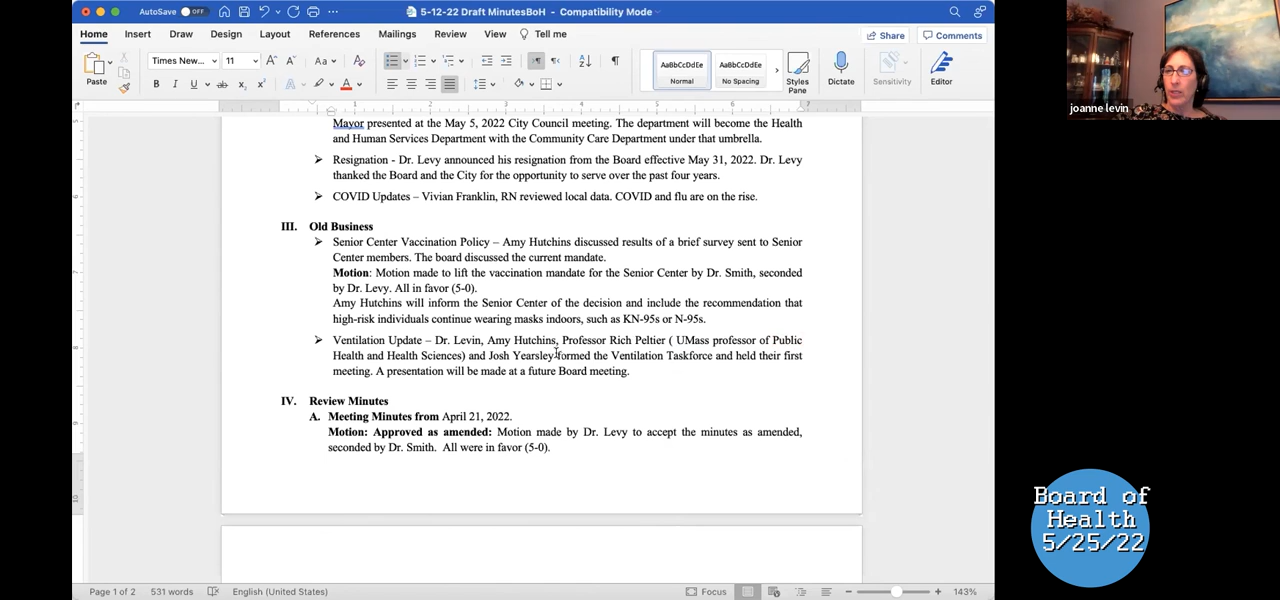 AutoSave OFF
5-12-22 Draft MinutesBoH - Compatibility Mode
Home Insert Draw Design Layout References Mailings Review View Tell me
Share Comments
Times New... 11
Paste
AaBbCcDdEe AaBbCcDdEe
Normal No Spacing
Styles Pane
Dictate
Sensitivity
Editor
1 2 3 4 5 6 7
Mayor presented at the May 5, 2022 City Council meeting. The department will become the Health
and Human Services Department with the Community Care Department under that umbrella.
➢ Resignation - Dr. Levy announced his resignation from the Board effective May 31, 2022. Dr. Levy
thanked the Board and the City for the opportunity to serve over the past four years.
➢ COVID Updates – Vivian Franklin, RN reviewed local data. COVID and flu are on the rise.
III. Old Business
➢ Senior Center Vaccination Policy – Amy Hutchins discussed results of a brief survey sent to Senior
Center members. The board discussed the current mandate.
Motion: Motion made to lift the vaccination mandate for the Senior Center by Dr. Smith, seconded
by Dr. Levy. All in favor (5-0).
Amy Hutchins will inform the Senior Center of the decision and include the recommendation that
high-risk individuals continue wearing masks indoors, such as KN-95s or N-95s.
➢ Ventilation Update – Dr. Levin, Amy Hutchins, Professor Rich Peltier ( UMass professor of Public
Health and Health Sciences) and Josh Yearsley formed the Ventilation Taskforce and held their first
meeting. A presentation will be made at a future Board meeting.
IV. Review Minutes
A. Meeting Minutes from April 21, 2022.
Motion: Approved as amended: Motion made by Dr. Levy to accept the minutes as amended,
seconded by Dr. Smith. All were in favor (5-0).
Page 1 of 2 531 words English (United States) Focus 143%
joanne levin
Board of
Health
5/25/22